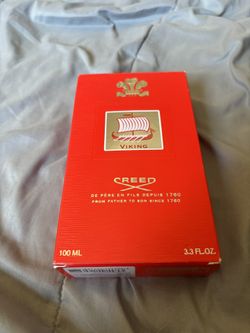 VIKING
CREED
DE PÈRE EN FILS DEPUIS 1760
FROM FATHER TO SON SINCE 1760
100 ML 3.3 FL.OZ.